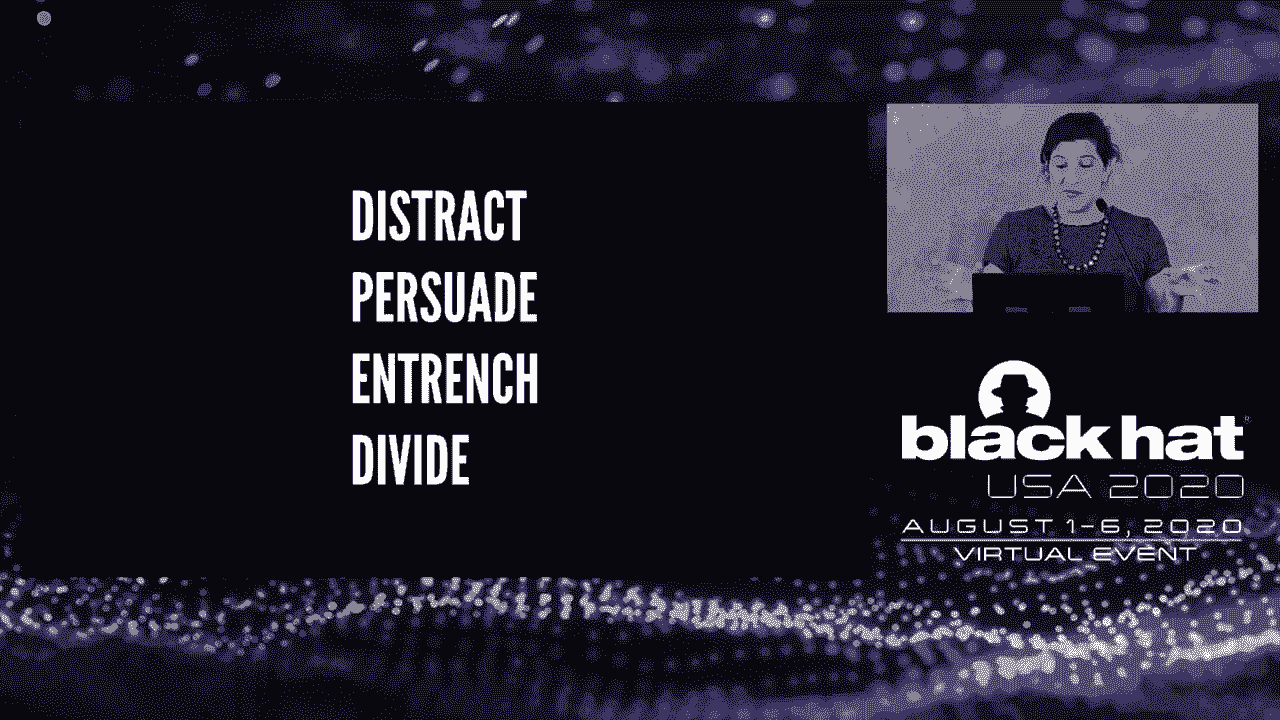 DISTRACT
PERSUADE
ENTRENCH
DIVIDE
black hat
USA 2020
AUGUST 1-6, 2020
VIRTUAL EVENT